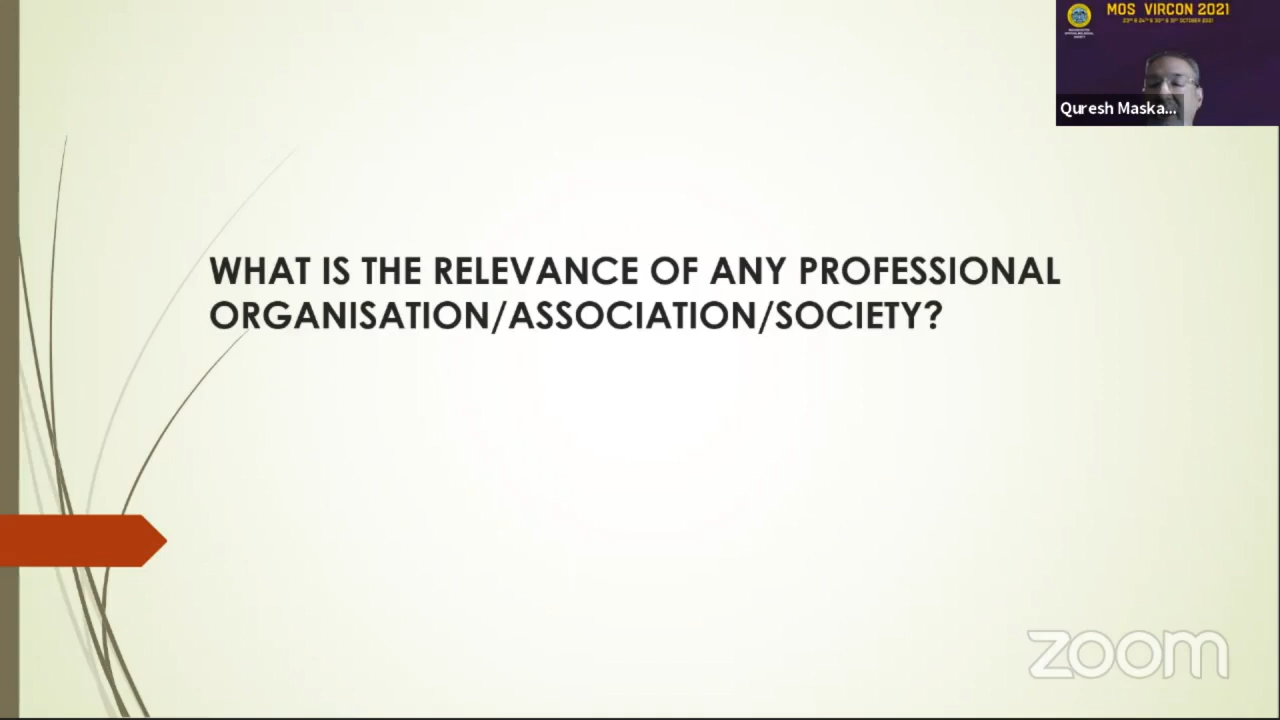 MOS VIRCON 2021
Quresh Maska...
WHAT IS THE RELEVANCE OF ANY PROFESSIONAL
ORGANISATION/ASSOCIATION/SOCIETY?
zoom